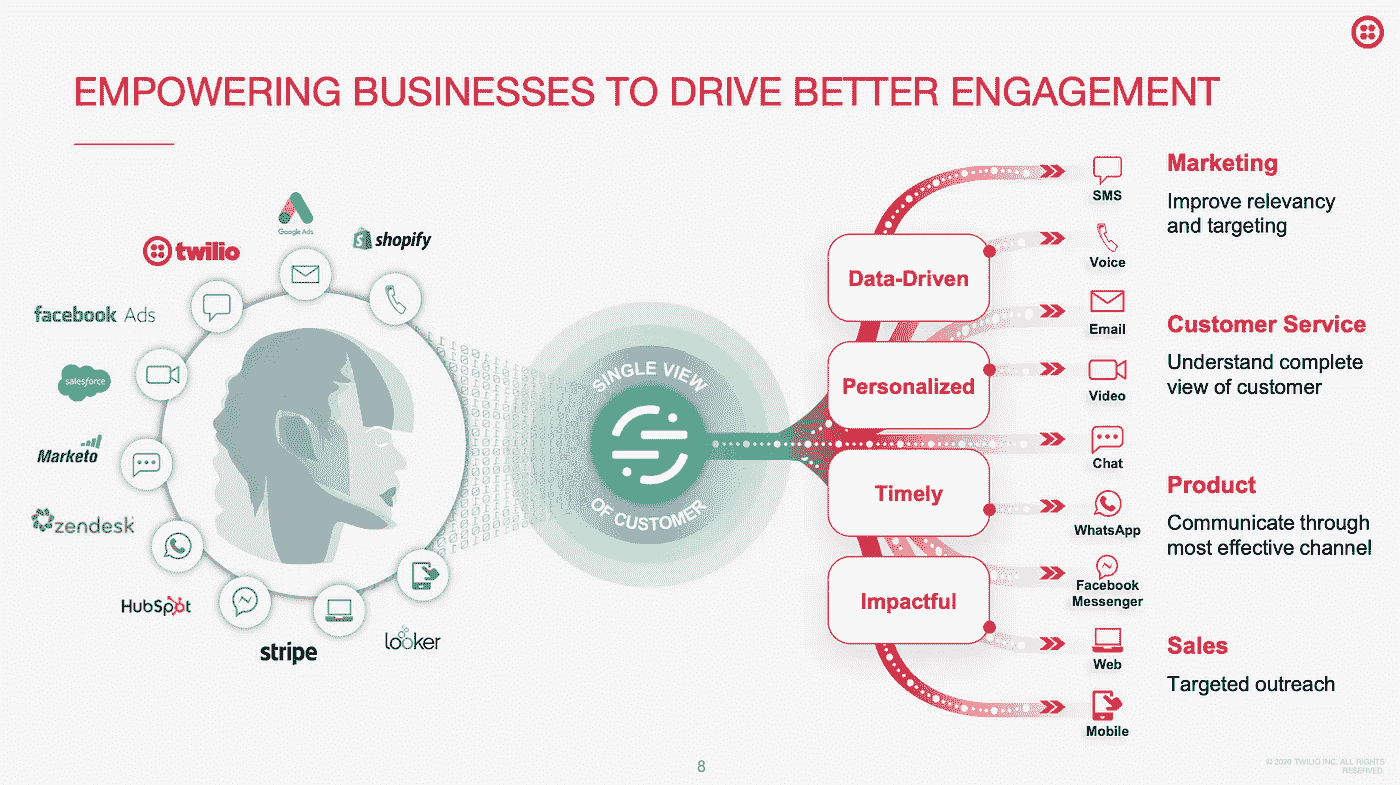 EMPOWERING BUSINESSES TO DRIVE BETTER ENGAGEMENT
Google Ads
shopify
twilio
facebook Ads
salesforce
Marketo
zendesk
HubSpot
stripe
looker
SINGLE VIEW
OF CUSTOMER
Data-Driven
Personalized
Timely
Impactful
SMS
Voice
Email
Video
Chat
WhatsApp
Facebook
Messenger
Web
Mobile
Marketing
Improve relevancy
and targeting
Customer Service
Understand complete
view of customer
Product
Communicate through
most effective channel
Sales
Targeted outreach
8
© 2020 TWILIO INC. ALL RIGHTS
RESERVED.